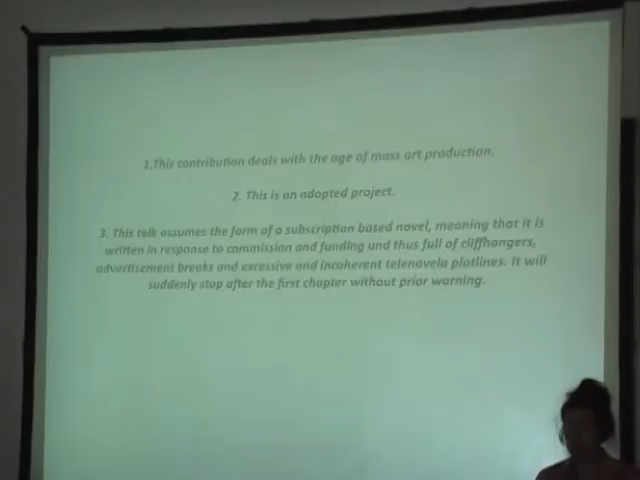 1.This contribution deals with the age of mass art production.
2. This is an adopted project.
3. This talk assumes the form of a subscription based novel, meaning that it is
written in response to commission and funding und thus full of cliffhangers,
advertisement breaks and excessive and incoherent telenovela plotlines. It will
suddenly stop after the first chapter without prior warning.